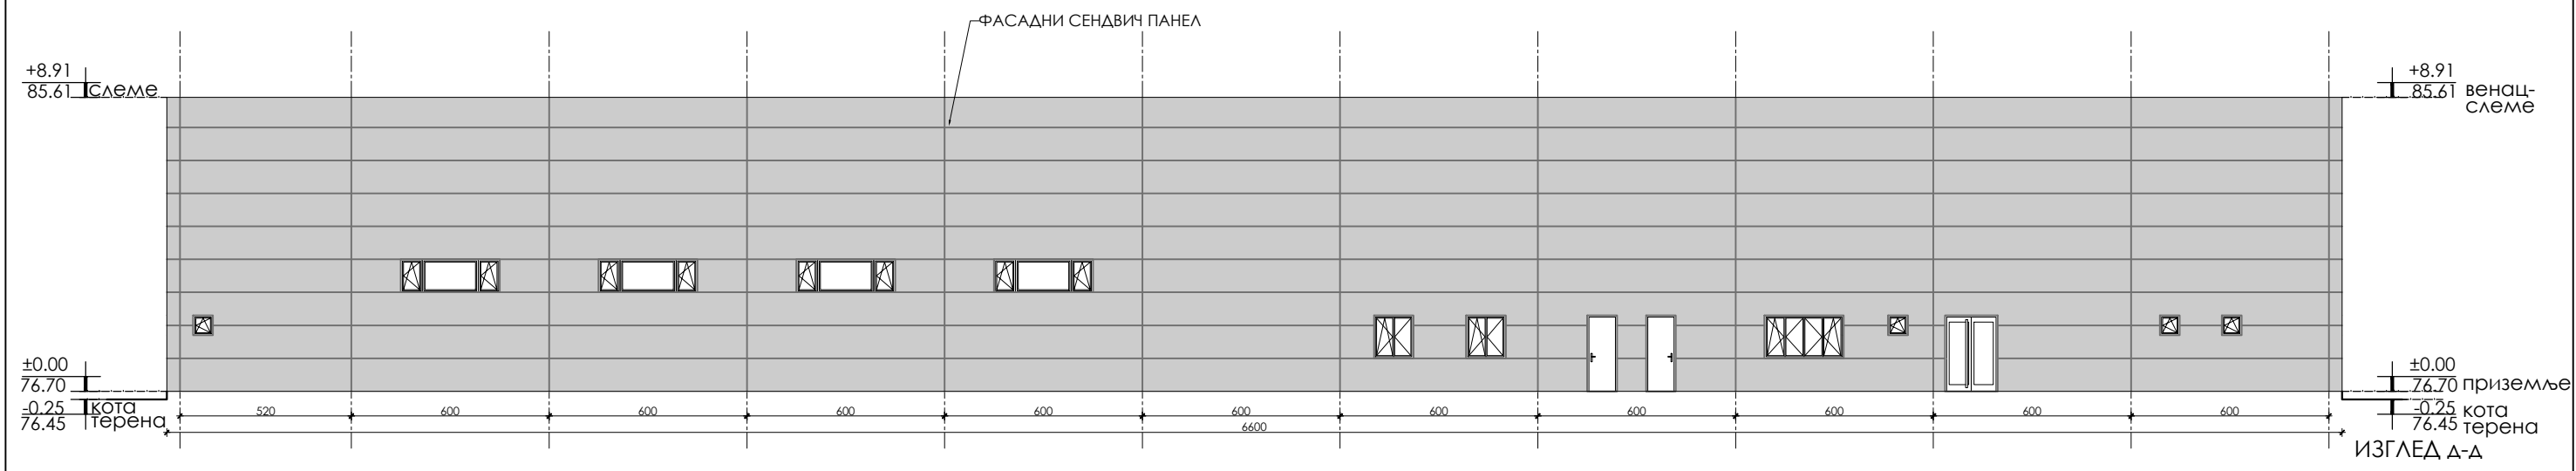 ФАСАДНИ СЕНДВИЧ ПАНЕЛ
+8.91
85.61 слеме
+8.91
85.61 венац-
слеме
±0.00
76.70
-0.25 кота
76.45 терена
±0.00
76.70 приземље
-0.25 кота
76.45 терена
520 600 600 600 600 600 600 600 600 600 600
6600
ИЗГЛЕД д-д